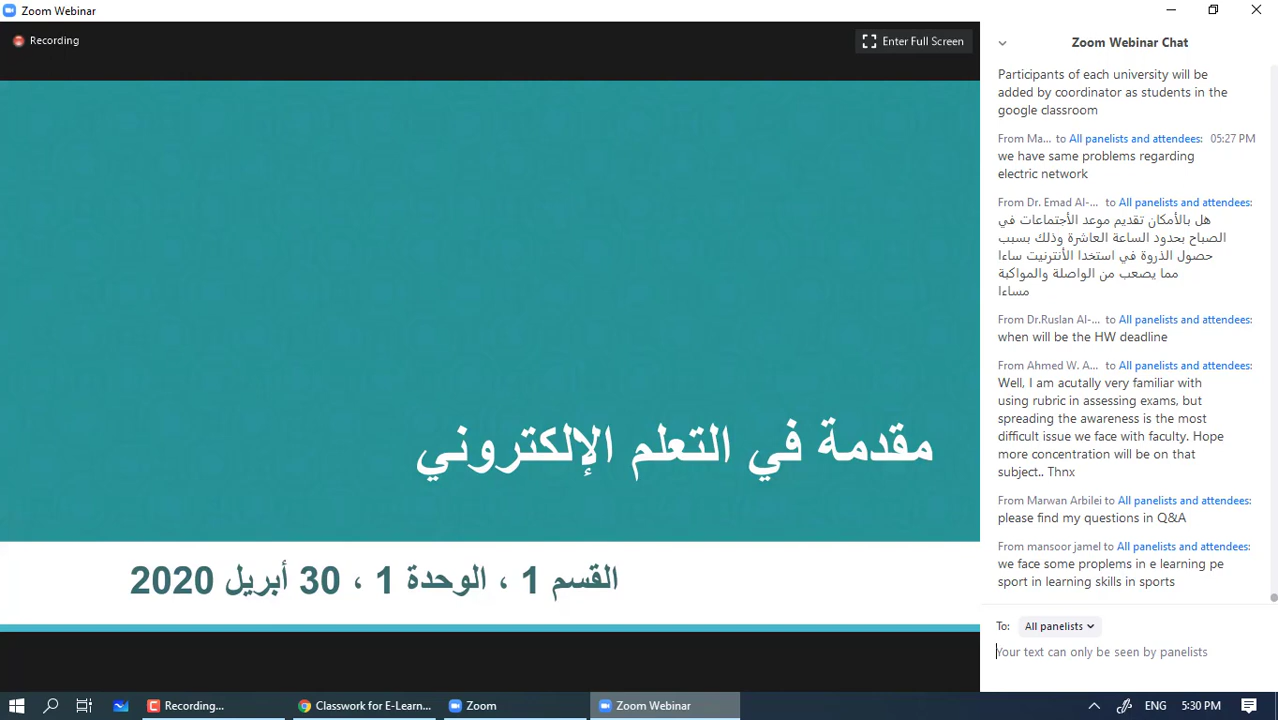 Zoom Webinar
Recording
Enter Full Screen
مقدمة في التعلم الإلكتروني
القسم 1 ، الوحدة 1 ، 30 أبريل 2020
Zoom Webinar Chat
Participants of each university will be
added by coordinator as students in the
google classroom
From Ma... to All panelists and attendees: 05:27 PM
we have same problems regarding
electric network
From Dr. Emad Al-... to All panelists and attendees:
هل بالأمكان تقديم موعد الأجتماعات في
الصباح بحدود الساعة العاشرة وذلك بسبب
حصول الذروة في استخدا الأنترنيت ساءا
مما يصعب من الواصلة والمواكبة
مساءا
From Dr.Ruslan Al-... to All panelists and attendees:
when will be the HW deadline
From Ahmed W. A... to All panelists and attendees:
Well, I am acutally very familiar with
using rubric in assessing exams, but
spreading the awareness is the most
difficult issue we face with faculty. Hope
more concentration will be on that
subject.. Thnx
From Marwan Arbilei to All panelists and attendees:
please find my questions in Q&A
From mansoor jamel to All panelists and attendees:
we face some proplems in e learning pe
sport in learning skills in sports
To: All panelists
Your text can only be seen by panelists
Recording...
Classwork for E-Learn...
Zoom
Zoom Webinar
5:30 PM